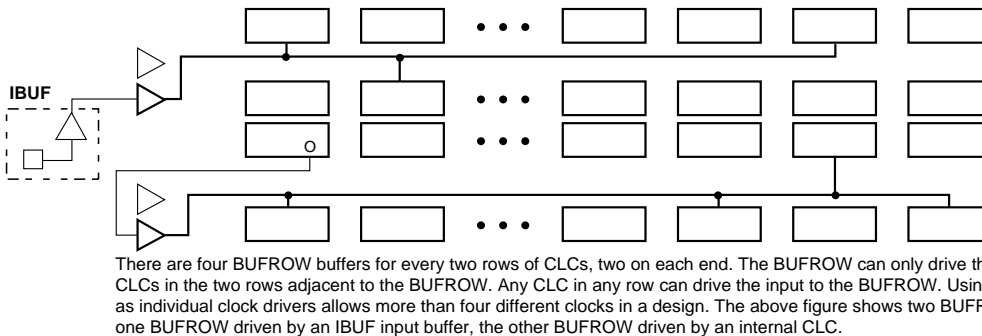 IBUF
O
There are four BUFROW buffers for every two rows of CLCs, two on each end. The BUFROW can only drive
CLCs in the two rows adjacent to the BUFROW. Any CLC in any row can drive the input to the BUFROW.
as individual clock drivers allows more than four different clocks in a design. The above figure shows two
one BUFROW driven by an IBUF input buffer, the other BUFROW driven by an internal CLC.